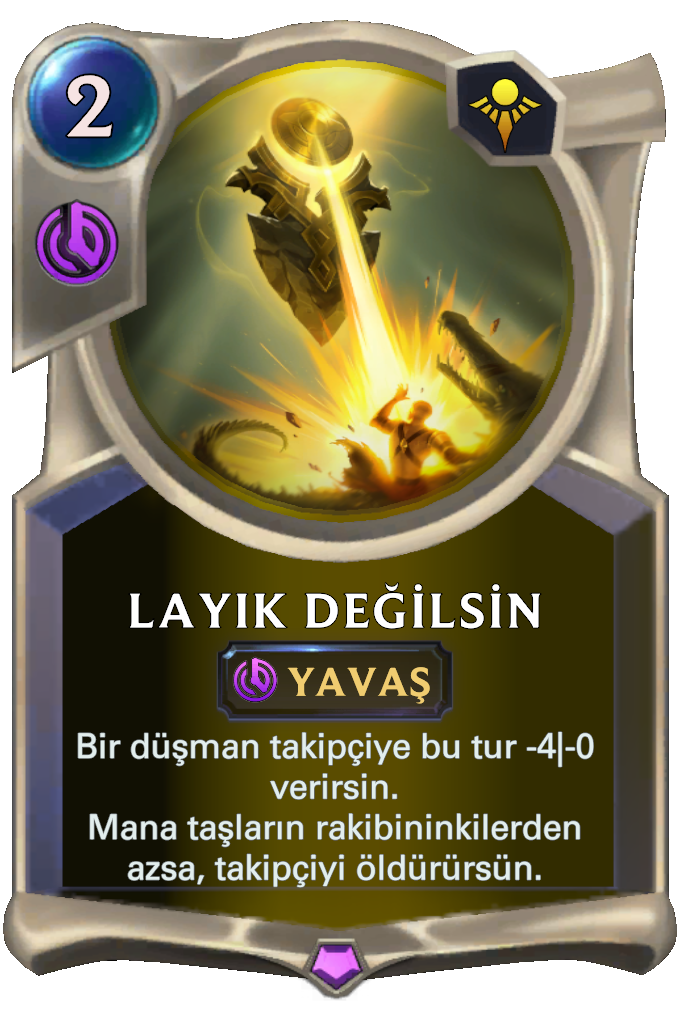 2
LAYIK DEĞİLSİN
YAVAŞ
Bir düşman takipçiye bu tur -4|-0
verirsin.
Mana taşların rakibininkilerden
azsa, takipçiyi öldürürsün.